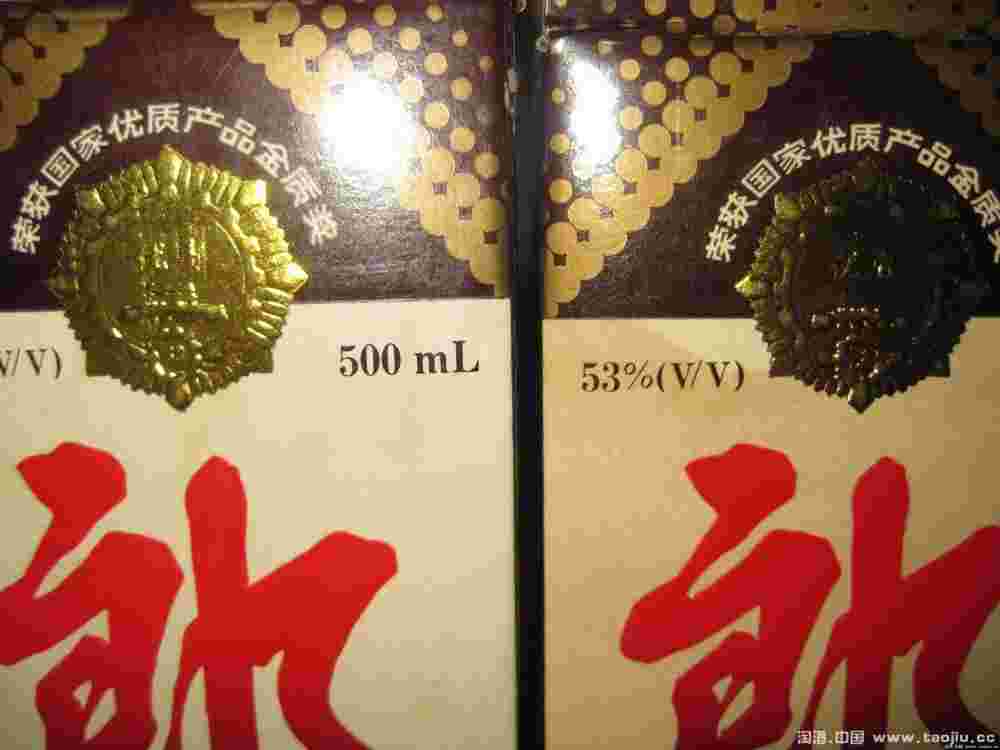 荣获国家优质产品金质奖
V/V)
500 mL
荣获国家优质产品金质奖
53%(V/V)
淘酒.中国 www.taojiu.cc